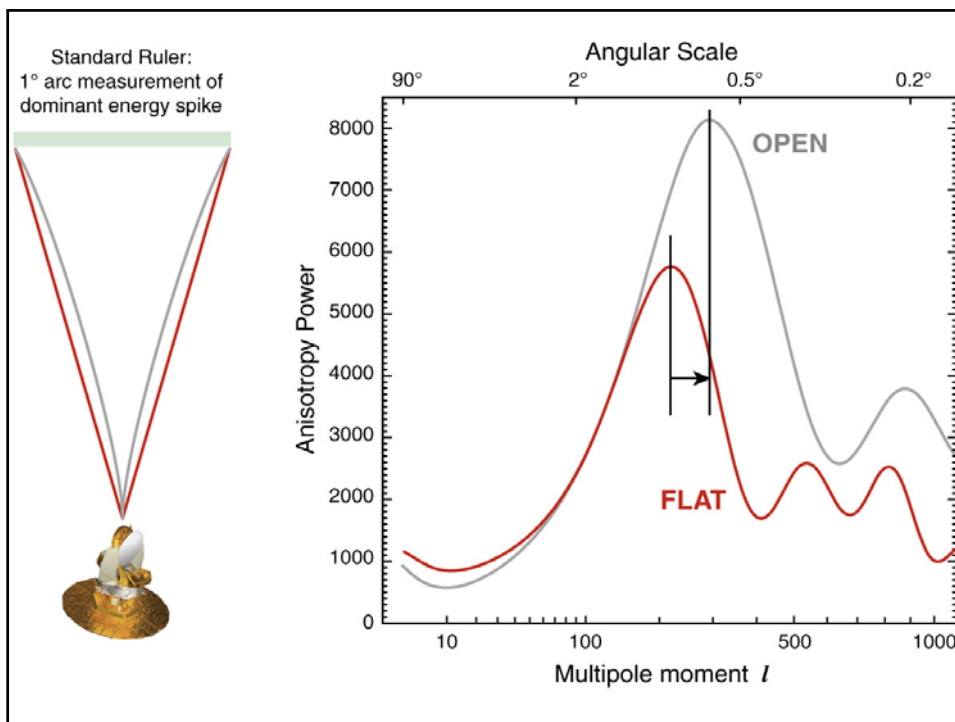 Standard Ruler:
1° arc measurement of
dominant energy spike
Angular Scale
90° 2° 0.5° 0.2°
8000
7000
6000
5000
4000
3000
2000
1000
0
Anisotropy Power
OPEN
FLAT
10 100 500 1000
Multipole moment l